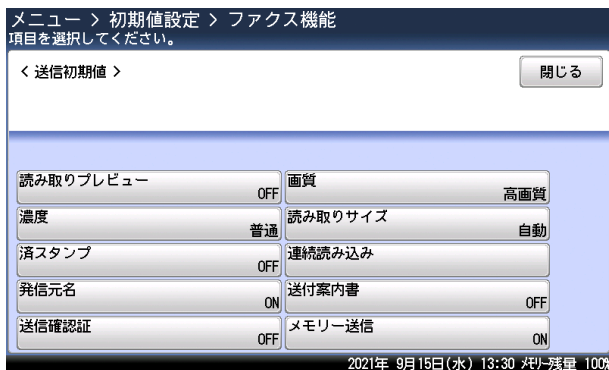 メニュー > 初期値設定 > ファクス機能
項目を選択してください。
< 送信初期値 >
閉じる
読み取りプレビュー OFF
画質 高画質
濃度 普通
読み取りサイズ 自動
済スタンプ OFF
連続読み込み
発信元名 ON
送付案内書 OFF
送信確認証 OFF
メモリー送信 ON
2021年 9月15日(水) 13:30 メモリー残量 100%